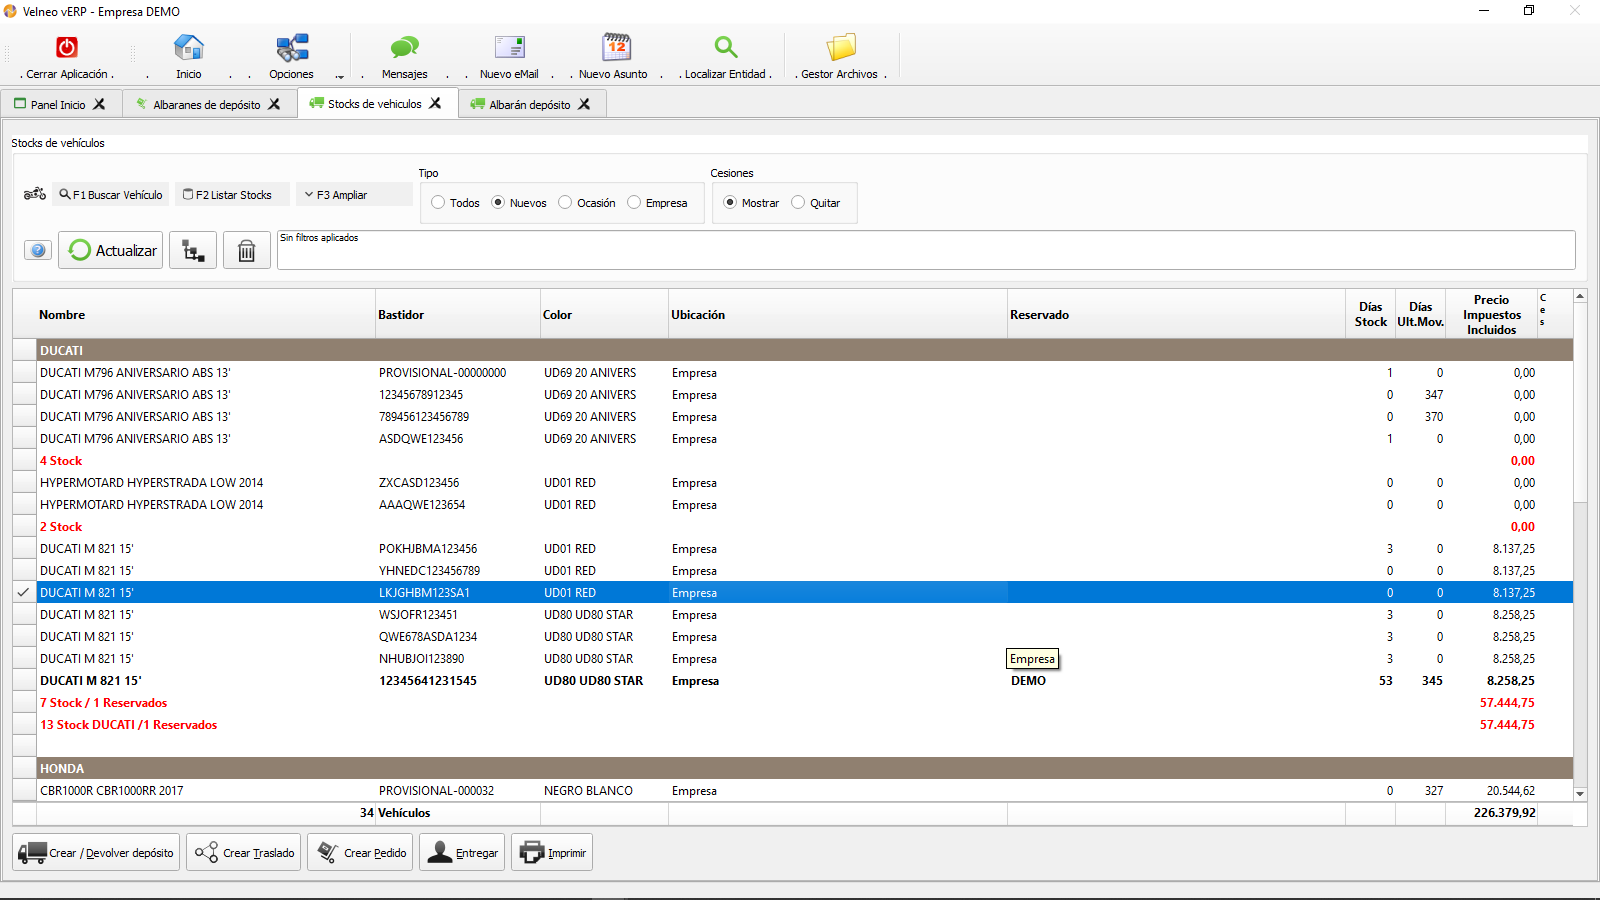 Velneo vERP - Empresa DEMO
. Cerrar Aplicación . . Inicio . . Opciones . Mensajes . . Nuevo eMail . . Nuevo Asunto . . Localizar Entidad . . Gestor Archivos .
Panel Inicio Albaranes de depósito Stocks de vehiculos Albarán depósito
Stocks de vehículos
Tipo Cesiones
F1 Buscar Vehículo F2 Listar Stocks F3 Ampliar Todos Nuevos Ocasión Empresa Mostrar Quitar
Actualizar Sin filtros aplicados
Nombre Bastidor Color Ubicación Reservado Días Stock Días Ult.Mov. Precio Impuestos Incluidos C e s
DUCATI
DUCATI M796 ANIVERSARIO ABS 13' PROVISIONAL-00000000 UD69 20 ANIVERS Empresa 1 0 0,00
DUCATI M796 ANIVERSARIO ABS 13' 12345678912345 UD69 20 ANIVERS Empresa 0 347 0,00
DUCATI M796 ANIVERSARIO ABS 13' 789456123456789 UD69 20 ANIVERS Empresa 0 370 0,00
DUCATI M796 ANIVERSARIO ABS 13' ASDQWE123456 UD69 20 ANIVERS Empresa 1 0 0,00
4 Stock 0,00
HYPERMOTARD HYPERSTRADA LOW 2014 ZXCASD123456 UD01 RED Empresa 0 0 0,00
HYPERMOTARD HYPERSTRADA LOW 2014 AAAQWE123654 UD01 RED Empresa 0 0 0,00
2 Stock 0,00
DUCATI M 821 15' POKHJBMA123456 UD01 RED Empresa 3 0 8.137,25
DUCATI M 821 15' YHNEDC123456789 UD01 RED Empresa 0 0 8.137,25
DUCATI M 821 15' LKJGHBM123SA1 UD01 RED Empresa 0 0 8.137,25
DUCATI M 821 15' WSJOFR123451 UD80 UD80 STAR Empresa 3 0 8.258,25
DUCATI M 821 15' QWE678ASDA1234 UD80 UD80 STAR Empresa 3 0 8.258,25
DUCATI M 821 15' NHUBJOI123890 UD80 UD80 STAR Empresa Empresa 3 0 8.258,25
DUCATI M 821 15' 12345641231545 UD80 UD80 STAR Empresa DEMO 53 345 8.258,25
7 Stock / 1 Reservados 57.444,75
13 Stock DUCATI /1 Reservados 57.444,75
HONDA
CBR1000R CBR1000RR 2017 PROVISIONAL-000032 NEGRO BLANCO Empresa 0 327 20.544,62
34 Vehículos 226.379,92
Crear / Devolver depósito Crear Traslado Crear Pedido Entregar Imprimir